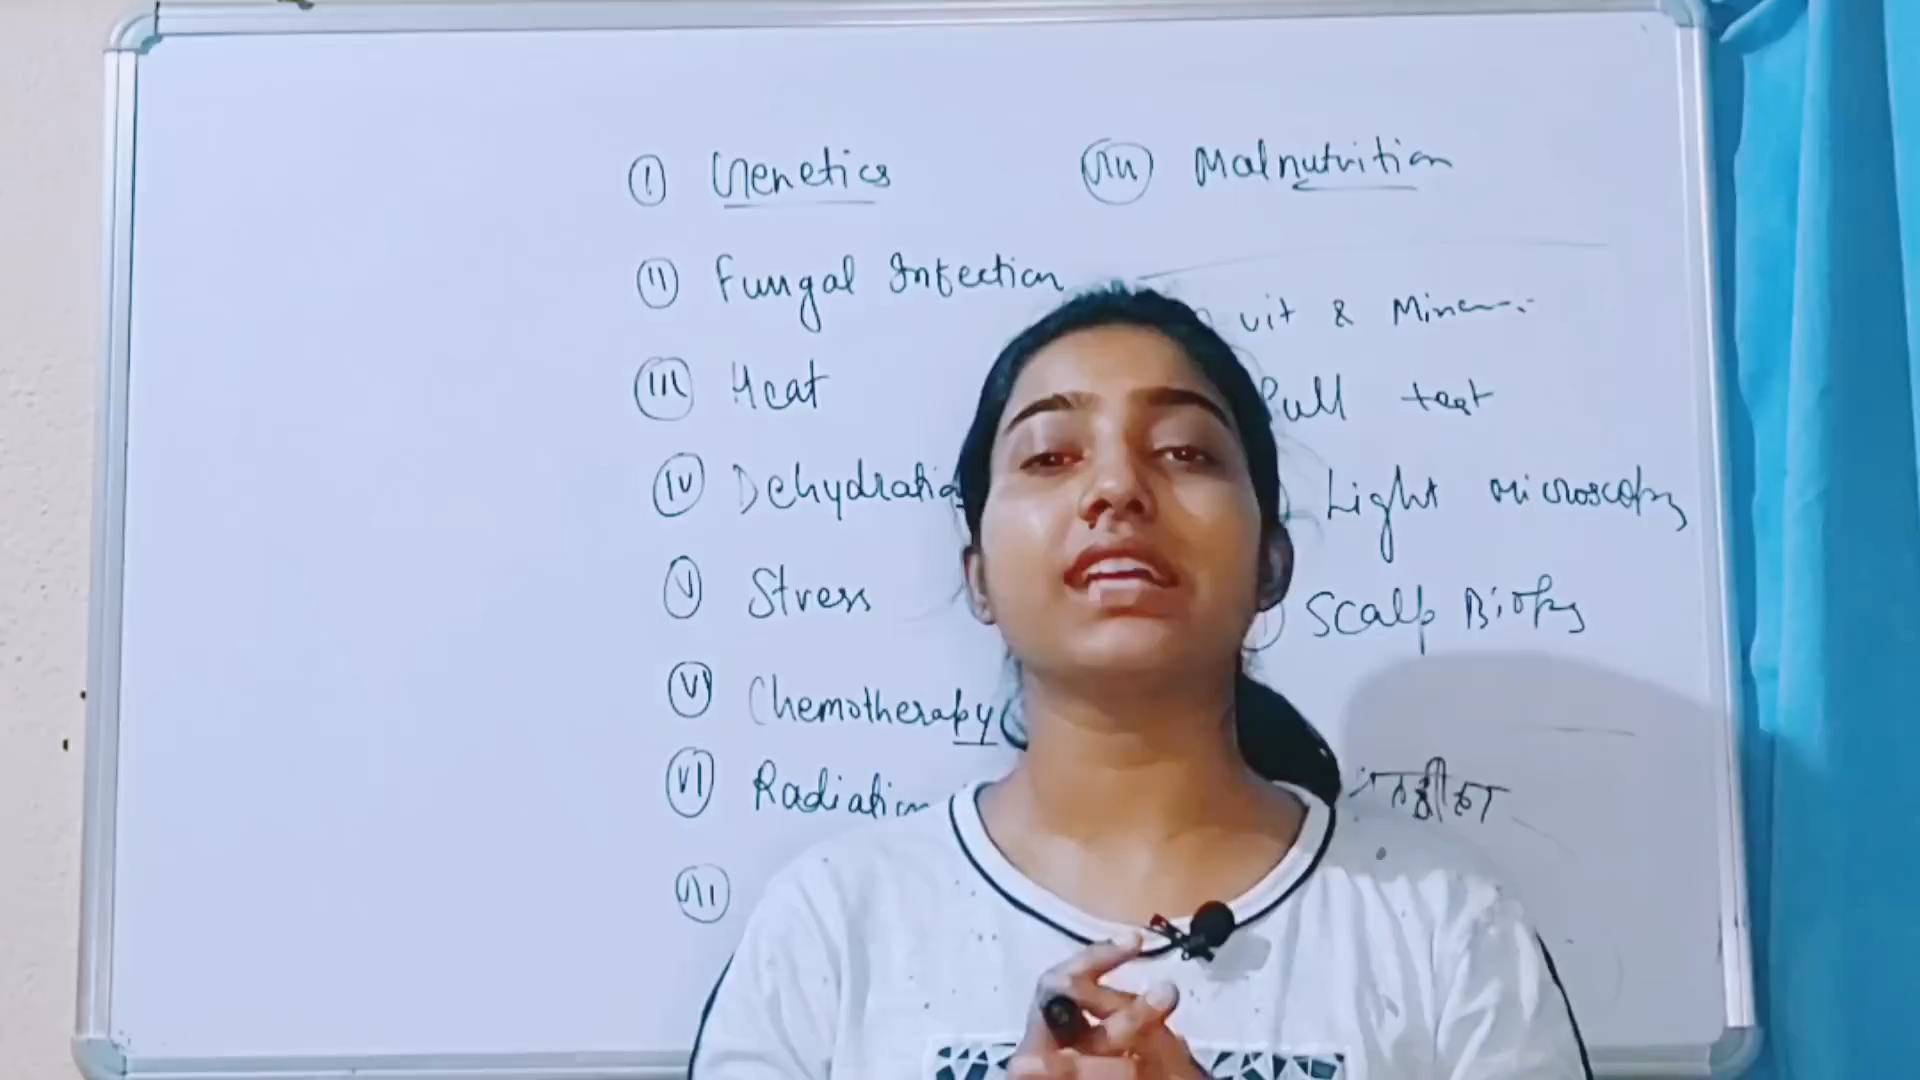 (I) Genetics
(II) Fungal Infection
(III) Heat
(IV) Dehydratio
(V) Stress
(VI) Chemotherapy
(VI) Radiation
(VII)
(VIII) Malnutrition
vit & Miner.
Pull test
Light microscopy
Scalp Biopsy